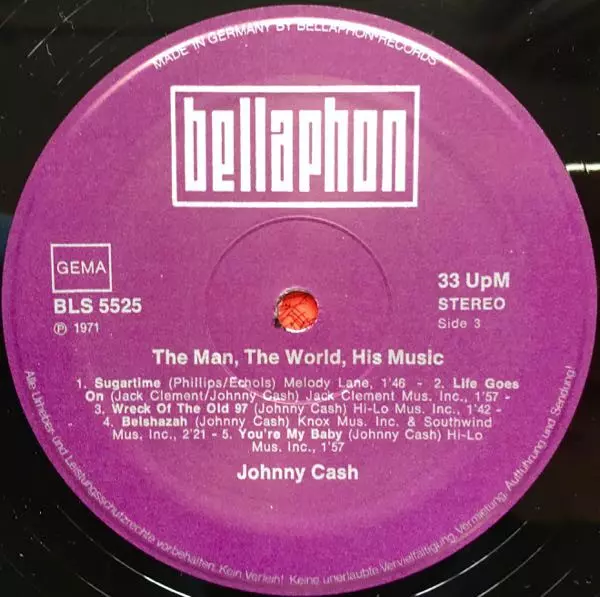 MADE IN GERMANY BY BELLAPHON-RECORDS
bellaphon
GEMA
BLS 5525
℗ 1971
33 UpM
STEREO
Side 3
The Man, The World, His Music
1. Sugartime (Phillips/Echols) Melody Lane, 1'46 - 2. Life Goes
On (Jack Clement/Johnny Cash) Jack Clement Mus. Inc., 1'57 -
3. Wreck Of The Old 97 (Johnny Cash) Hi-Lo Mus. Inc., 1'42 -
4. Belshazah (Johnny Cash) Knox Mus. Inc. & Southwind
Mus. Inc., 2'21 - 5. You're My Baby (Johnny Cash) Hi-Lo
Mus. Inc., 1'57
Johnny Cash
Alle Urheber- und Leistungsschutzrechte vorbehalten. Kein Verleih! Keine unerlaubte Vervielfältigung, Vermietung, Aufführung und Sendung!